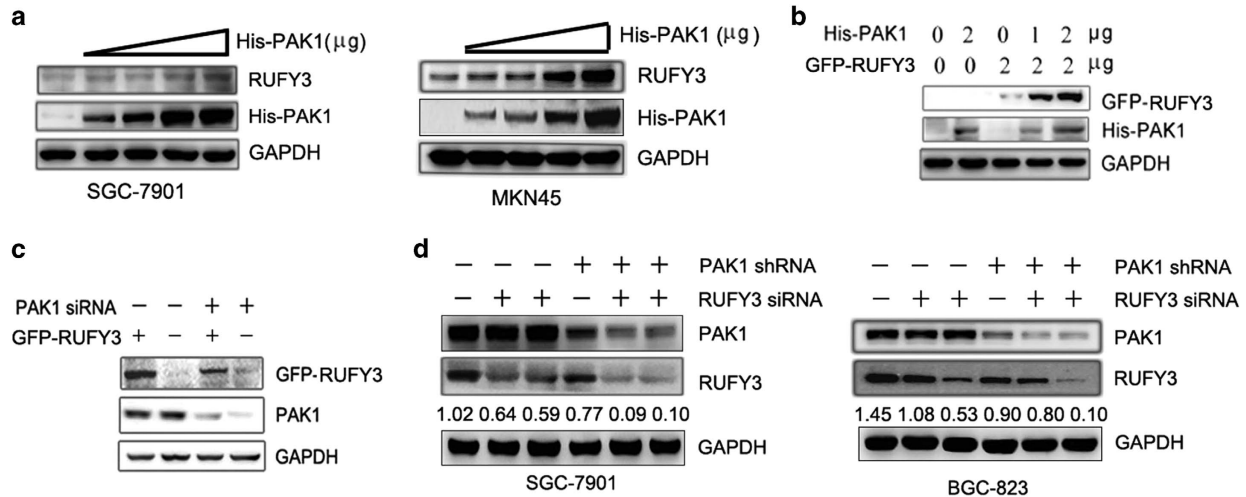 a
His-PAK1(μg)
RUFY3
His-PAK1
GAPDH
SGC-7901
His-PAK1 (μg)
RUFY3
His-PAK1
GAPDH
MKN45
b
His-PAK1 0 2 0 1 2 μg
GFP-RUFY3 0 0 2 2 2 μg
GFP-RUFY3
His-PAK1
GAPDH
c
PAK1 siRNA − − + +
GFP-RUFY3 + − + −
GFP-RUFY3
PAK1
GAPDH
d
− − − + + + PAK1 shRNA
− + + − + + RUFY3 siRNA
PAK1
RUFY3
1.02 0.64 0.59 0.77 0.09 0.10
GAPDH
SGC-7901
− − − + + + PAK1 shRNA
− + + − + + RUFY3 siRNA
PAK1
RUFY3
1.45 1.08 0.53 0.90 0.80 0.10
GAPDH
BGC-823